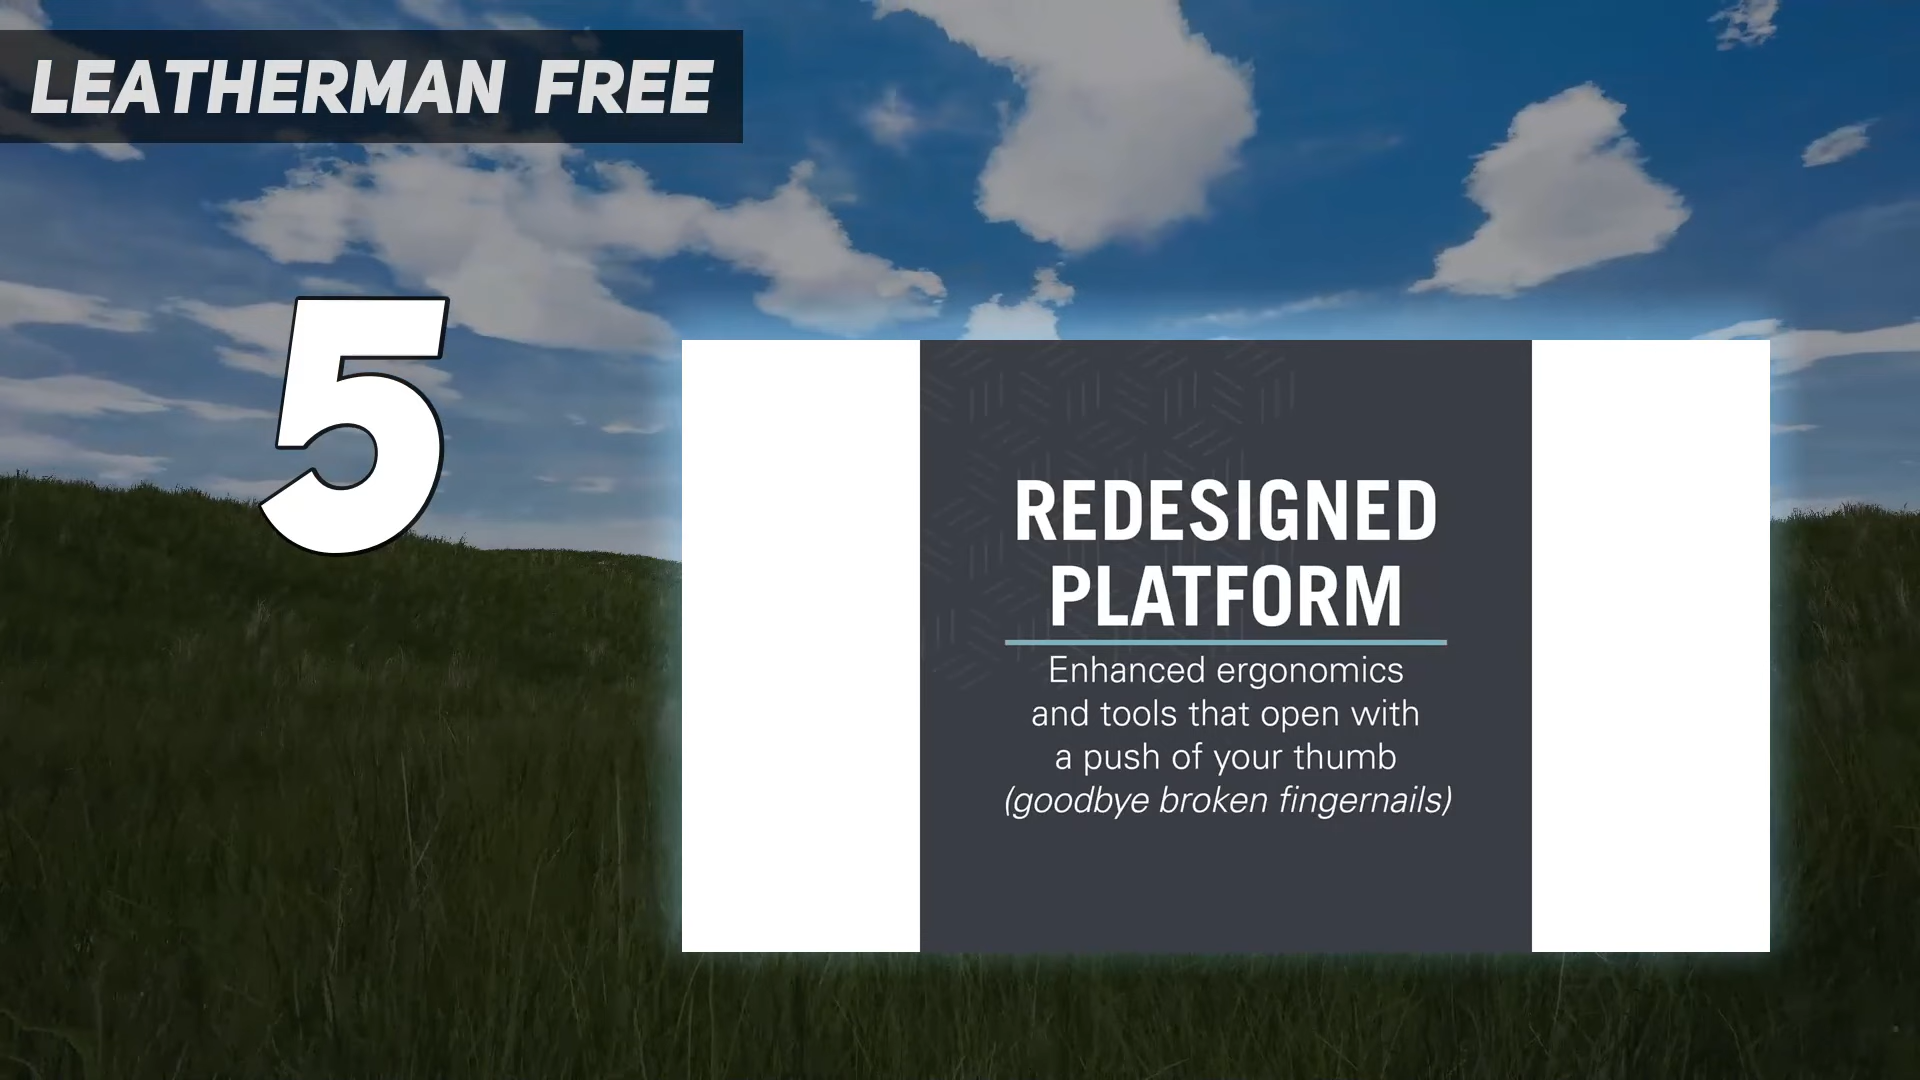 LEATHERMAN FREE
5
REDESIGNED
PLATFORM
Enhanced ergonomics
and tools that open with
a push of your thumb
(goodbye broken fingernails)